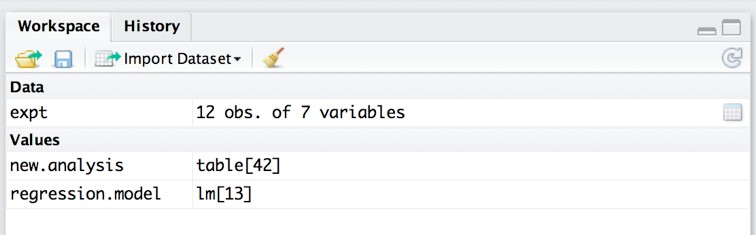 Workspace History
Import Dataset
Data
expt 12 obs. of 7 variables
Values
new.analysis table[42]
regression.model lm[13]